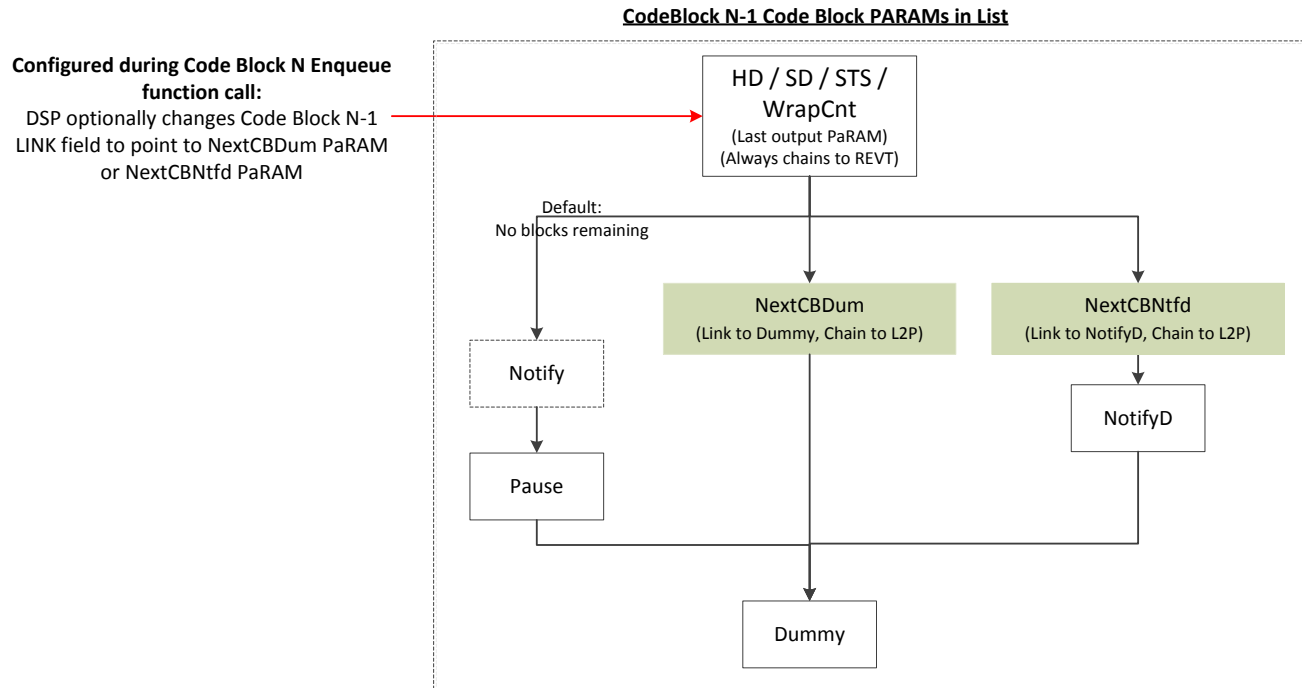 CodeBlock N-1 Code Block PARAMs in List
Configured during Code Block N Enqueue
function call:
DSP optionally changes Code Block N-1
LINK field to point to NextCBDum PaRAM
or NextCBNtfd PaRAM
HD / SD / STS /
WrapCnt
(Last output PaRAM)
(Always chains to REVT)
Default:
No blocks remaining
NextCBDum
(Link to Dummy, Chain to L2P)
NextCBNtfd
(Link to NotifyD, Chain to L2P)
Notify
NotifyD
Pause
Dummy